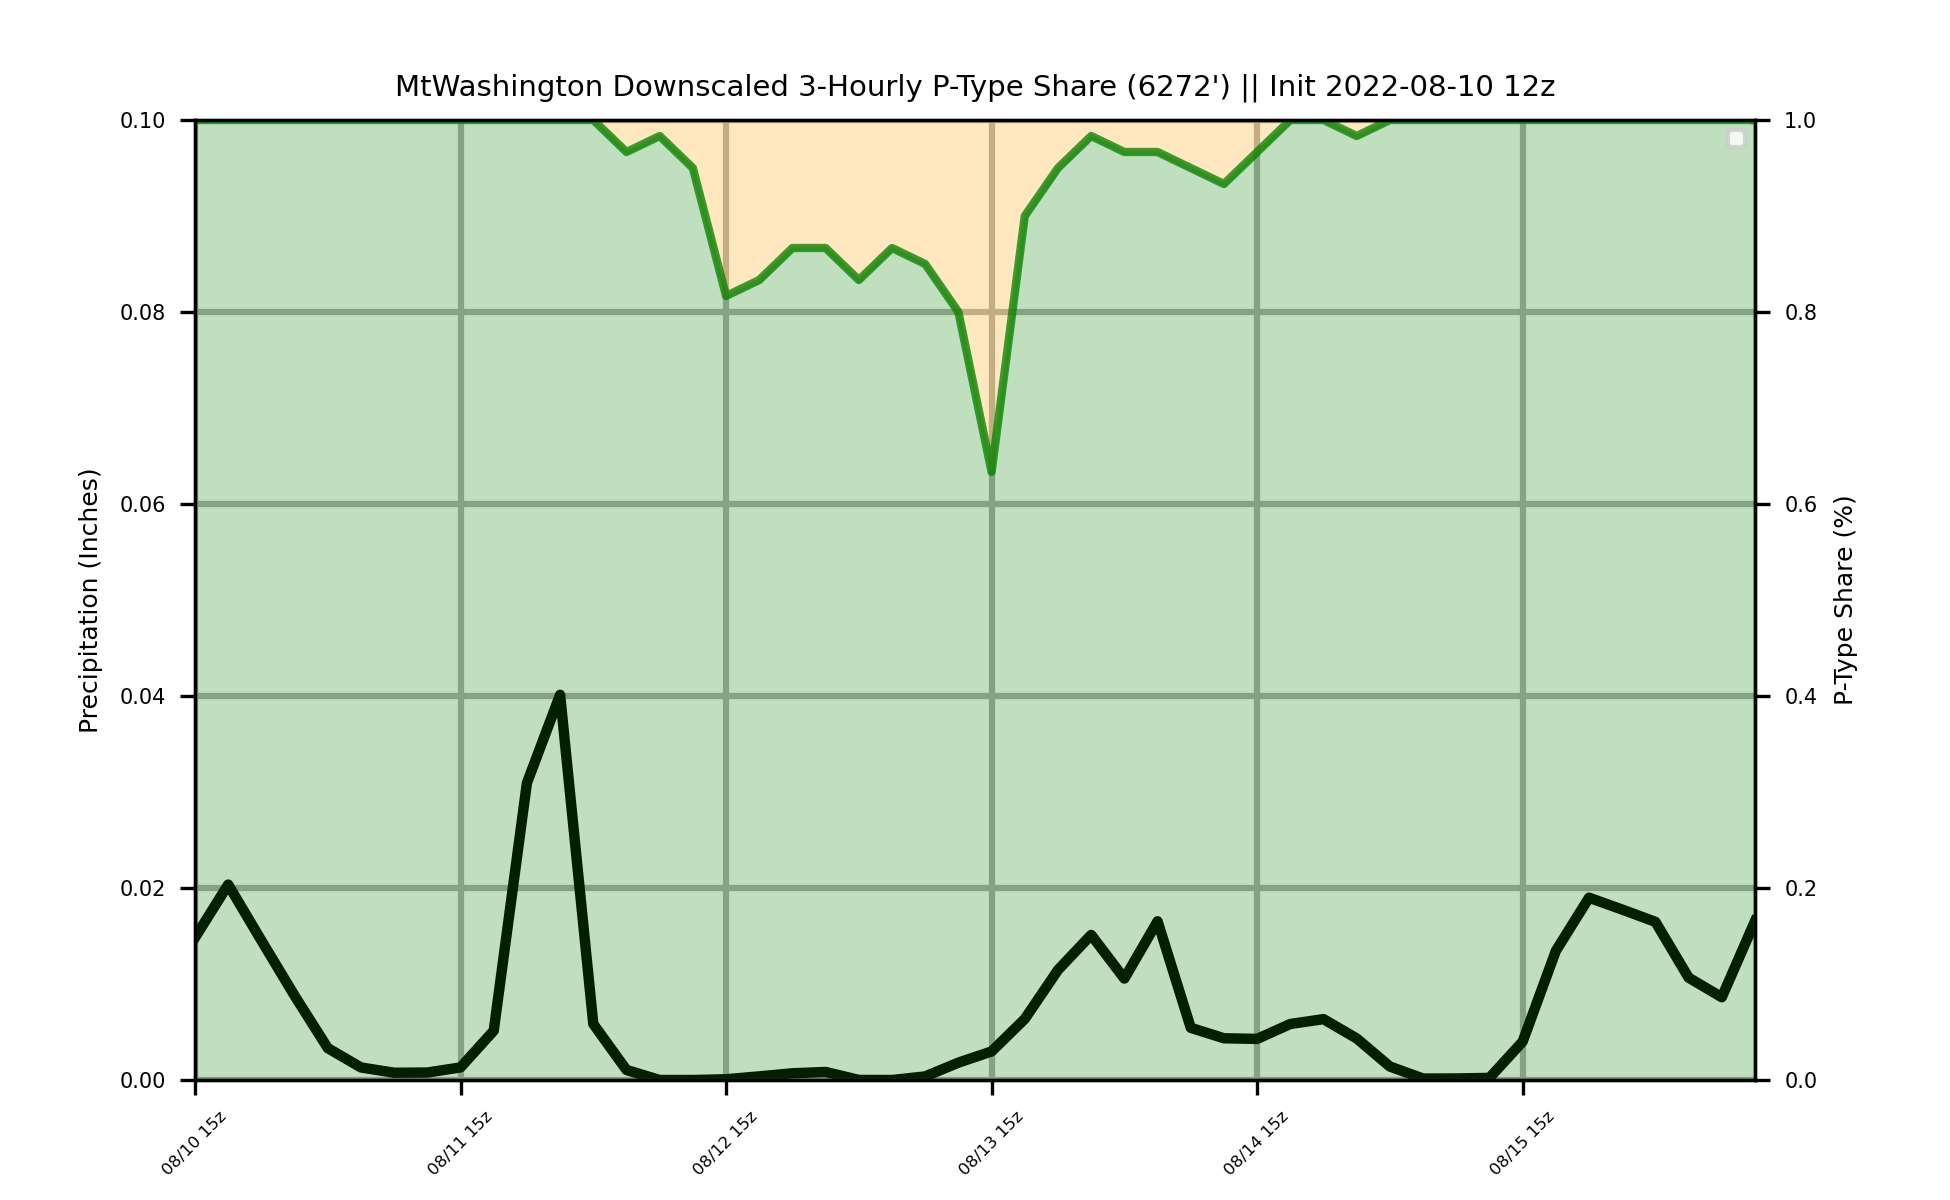 MtWashington Downscaled 3-Hourly P-Type Share (6272') || Init 2022-08-10 12z
0.10
0.08
0.06
0.04
0.02
0.00
Precipitation (Inches)
1.0
0.8
0.6
0.4
0.2
0.0
P-Type Share (%)
08/10 15z
08/11 15z
08/12 15z
08/13 15z
08/14 15z
08/15 15z